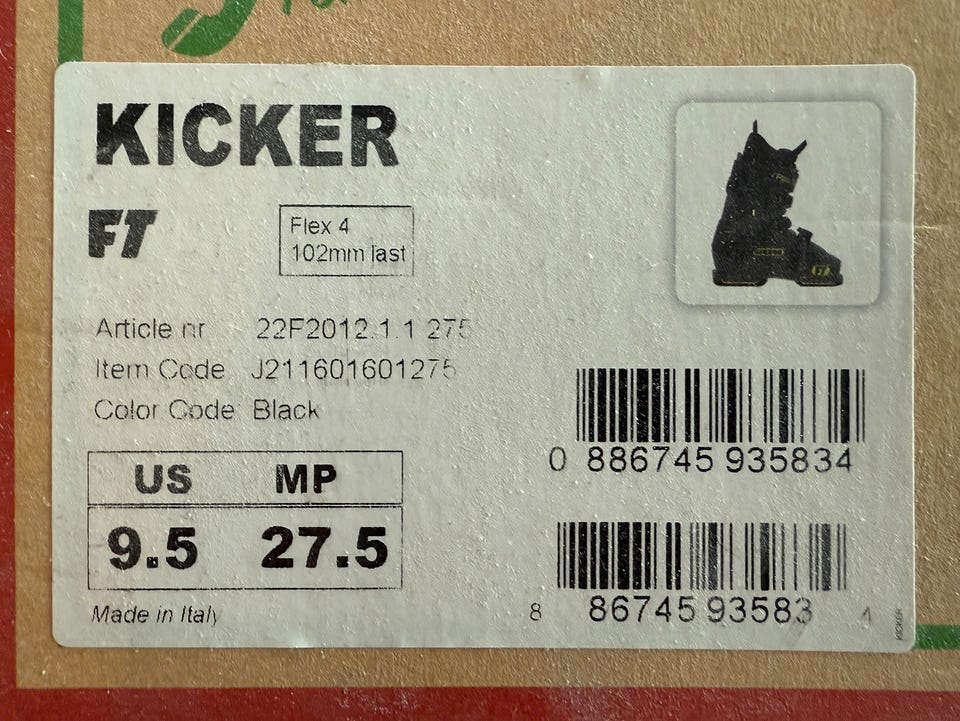 KICKER
FT
Flex 4
102mm last
Article nr 22F2012.1.1 275
Item Code J211601601275
Color Code Black
US MP
9.5 27.5
Made in Italy
0 886745 935834
8 86745 93583 4
KICKER